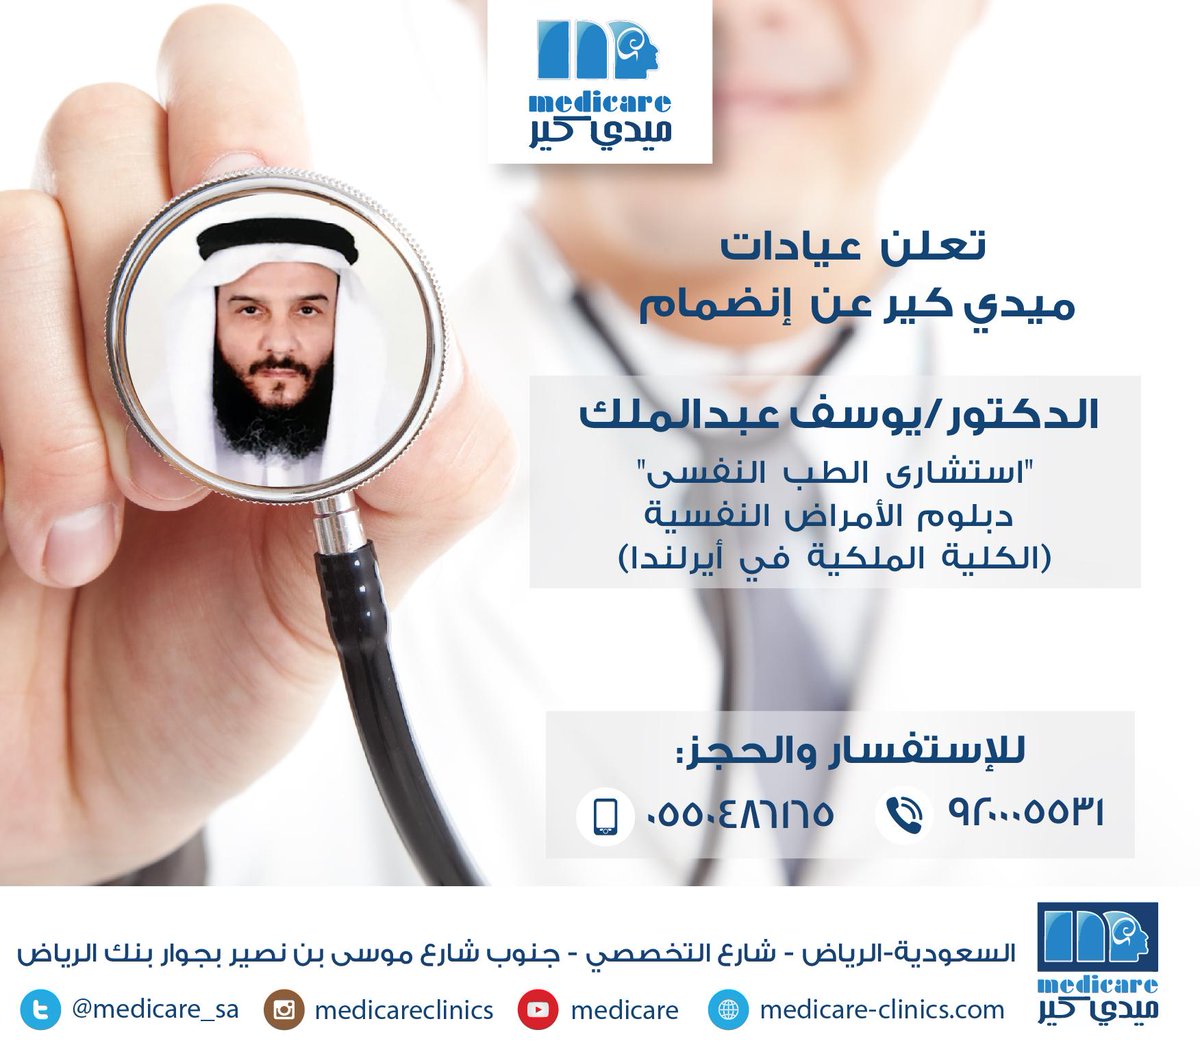 medicare
ميدي كير
تعلن عيادات
ميدي كير عن إنضمام
الدكتور/يوسف عبدالملك
"استشارى الطب النفسى"
دبلوم الأمراض النفسية
(الكلية الملكية في أيرلندا)
للإستفسار والحجز:
٩٢٠٠٠٥٥٣١
٠٥٥٠٤٨٦١٦٥
السعودية-الرياض - شارع التخصصي - جنوب شارع موسى بن نصير بجوار بنك الرياض
@medicare_sa medicareclinics medicare medicare-clinics.com
medicare
ميدي كير